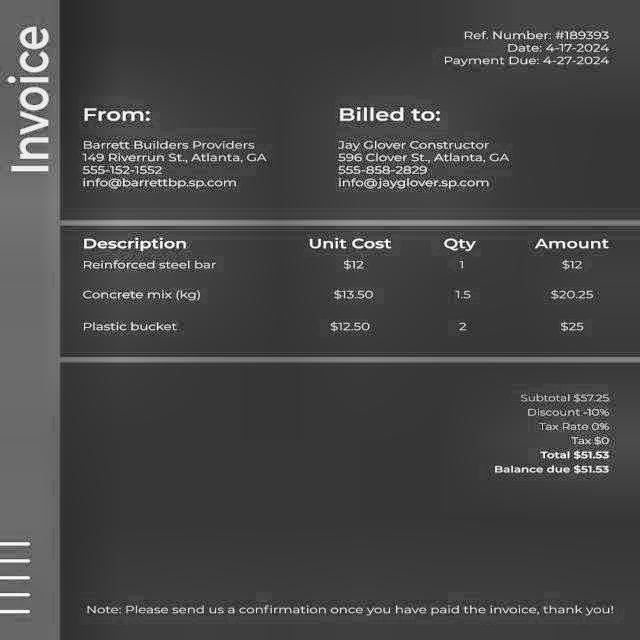 Invoice
Ref. Number: #189393
Date: 4-17-2024
Payment Due: 4-27-2024
From:
Barrett Builders Providers
149 Riverrun St., Atlanta, GA
555-152-1552
info@barrettbp.sp.com
Billed to:
Jay Glover Constructor
596 Clover St., Atlanta, GA
555-858-2829
info@jayglover.sp.com
Description Unit Cost Qty Amount
Reinforced steel bar $12 1 $12
Concrete mix (kg) $13.50 1.5 $20.25
Plastic bucket $12.50 2 $25
Subtotal $57.25
Discount -10%
Tax Rate 0%
Tax $0
Total $51.53
Balance due $51.53
Note: Please send us a confirmation once you have paid the invoice, thank you!